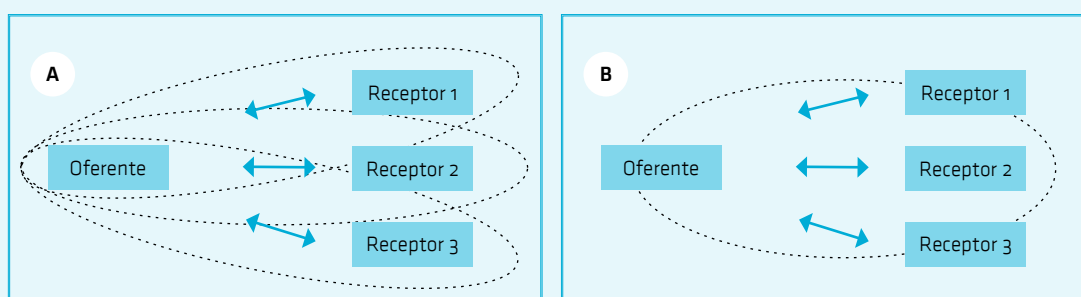 A
Oferente
Receptor 1
Receptor 2
Receptor 3
B
Oferente
Receptor 1
Receptor 2
Receptor 3